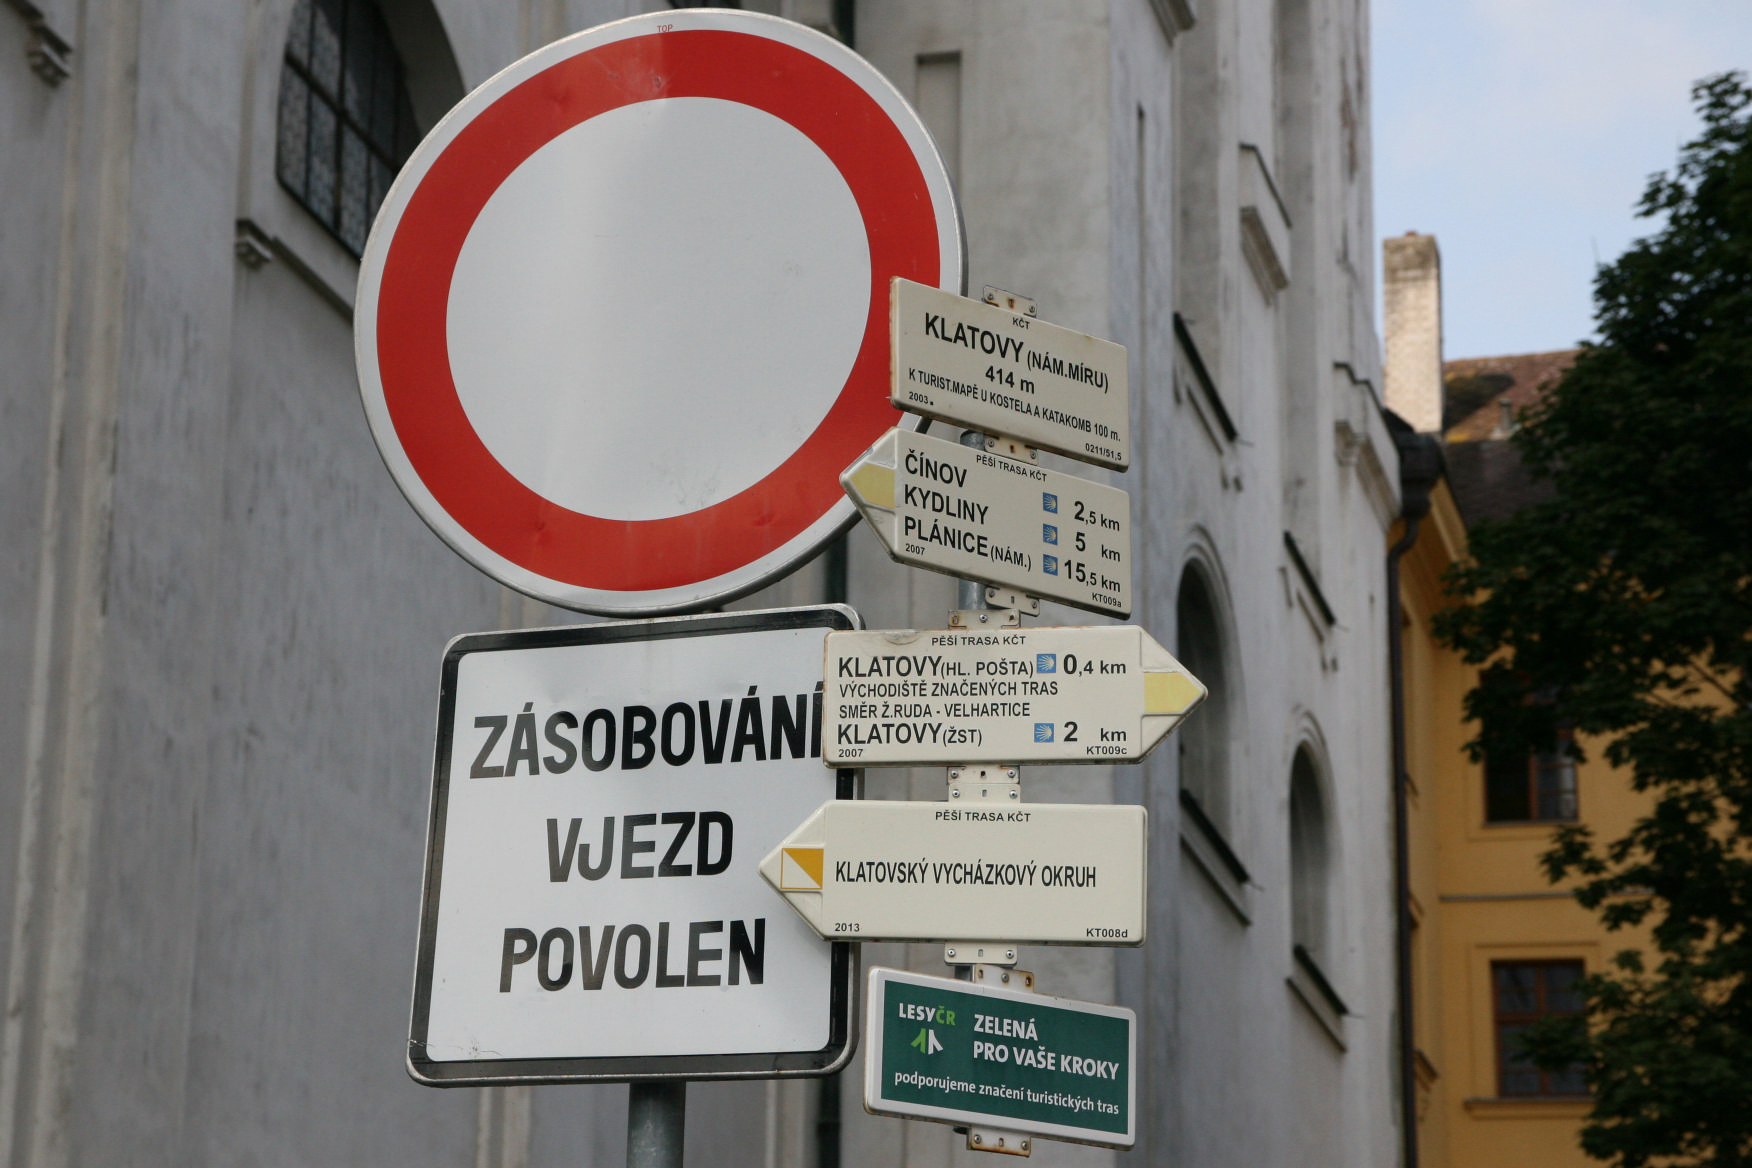 TOP
KČT
KLATOVY (NÁM.MÍRU)
414 m
K TURIST.MAPĚ U KOSTELA A KATAKOMB 100 m.
2003. 0211/51,5
PĚŠÍ TRASA KČT
ČÍNOV 2,5 km
KYDLINY 5 km
PLÁNICE (NÁM.) 15,5 km
2007 KT009a
PĚŠÍ TRASA KČT
KLATOVY (HL. POŠTA) 0,4 km
VÝCHODIŠTĚ ZNAČENÝCH TRAS
SMĚR Ž.RUDA - VELHARTICE
KLATOVY (ŽST) 2 km
2007 KT009c
ZÁSOBOVÁNÍ
VJEZD
POVOLEN
PĚŠÍ TRASA KČT
KLATOVSKÝ VYCHÁZKOVÝ OKRUH
2013 KT008d
LESY ČR
ZELENÁ
PRO VAŠE KROKY
podporujeme značení turistických tras